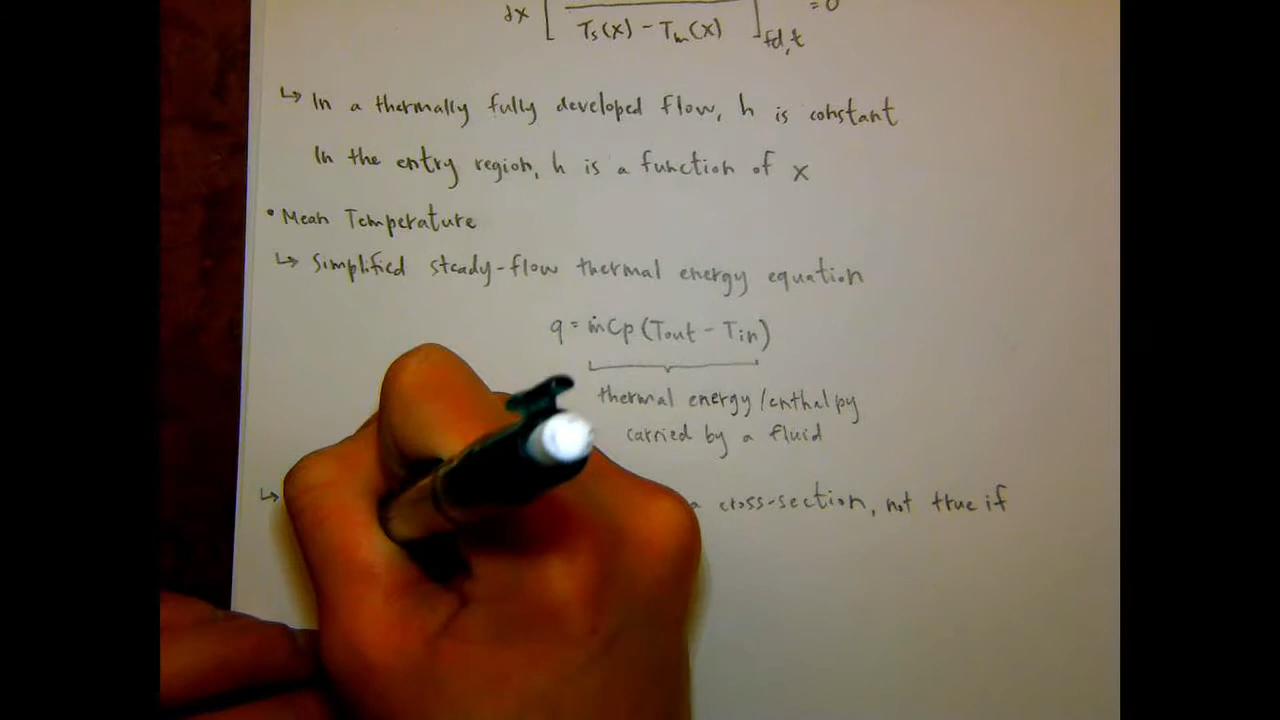 dx [ Ts(x) - Tm(x) ]fd,t = 0
↳ In a thermally fully developed flow, h is constant
In the entry region, h is a function of x
• Mean Temperature
↳ Simplified steady-flow thermal energy equation
q = ṁCp(Tout - Tin)
thermal energy/enthalpy
carried by a fluid
↳ cross-section, not true if